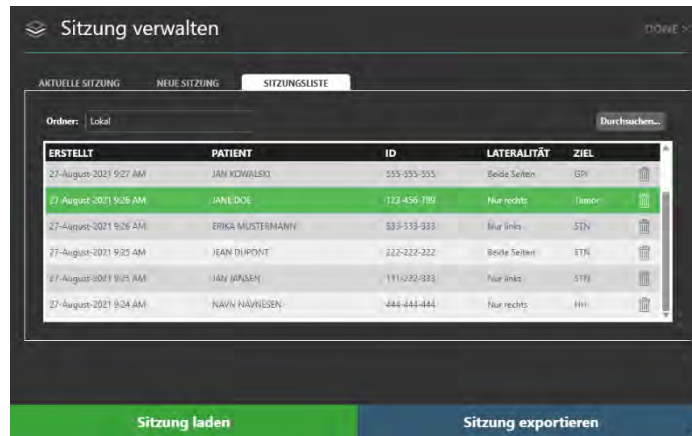 Sitzung verwalten DONE
AKTUELLE SITZUNG NEUE SITZUNG SITZUNGSLISTE
Ordner: Lokal Durchsuchen...
ERSTELLT PATIENT ID LATERALITÄT ZIEL
27-August-2021 9:27 AM JAN KOWALSKI 555-555-555 Beide Seiten GPI
27-August-2021 9:26 AM JANE DOE 123-456-789 Nur rechts Tumor
27-August-2021 9:26 AM ERIKA MUSTERMANN 333-333-333 Nur links STN
27-August-2021 9:25 AM JEAN DUPONT 222-222-222 Beide Seiten STN
27-August-2021 9:25 AM JAN JANSEN 111-222-333 Nur links STN
27-August-2021 9:24 AM NAVN NAVNESEN 444-444-444 Nur rechts
Sitzung laden Sitzung exportieren